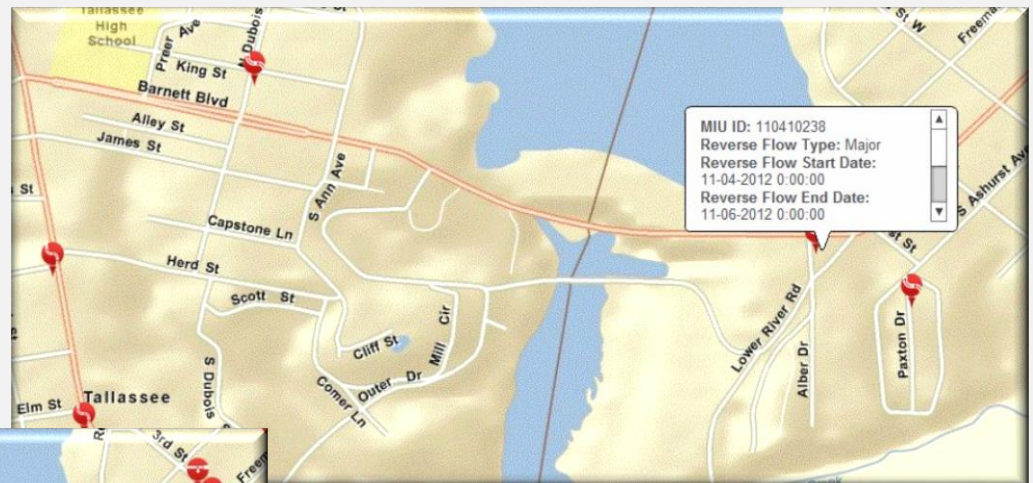 Tallassee
High
School
Preer Ave
N Dubois
King St
Barnett Blvd
Alley St
James St
S Ann Ave
St
Capstone Ln
Herd St
Scott St
Cliff St
Mill Cir
Outer Dr
Comer Ln
S Dubois
Elm St
Tallassee
3rd St
St W
MIU ID: 110410238
Reverse Flow Type: Major
Reverse Flow Start Date:
11-04-2012 0:00:00
Reverse Flow End Date:
11-06-2012 0:00:00
S Ashurst Ave
St
Lower River Rd
Alber Dr
Paxton Dr